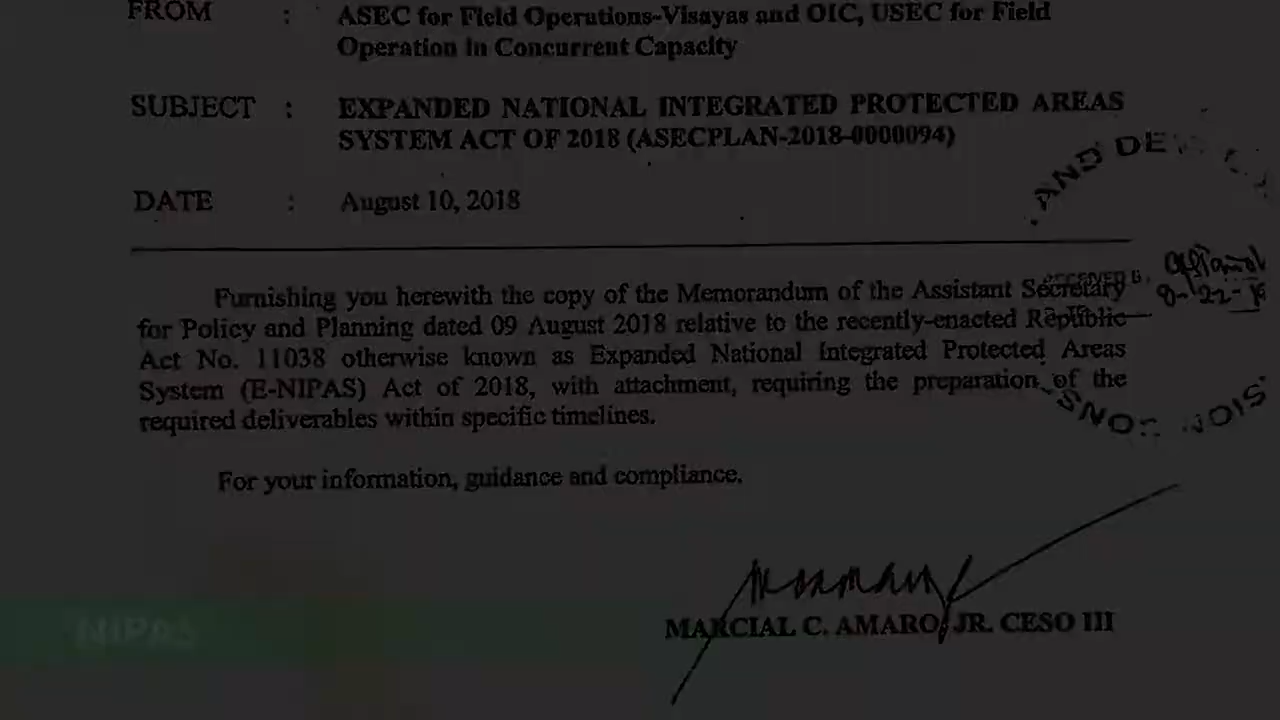 FROM : ASEC for Field Operations-Visayas and OIC, USEC for Field
Operation in Concurrent Capacity
SUBJECT : EXPANDED NATIONAL INTEGRATED PROTECTED AREAS
SYSTEM ACT OF 2018 (ASECPLAN-2018-0000094)
DATE : August 10, 2018
AND DE
Furnishing you herewith the copy of the Memorandum of the Assistant Secretary
for Policy and Planning dated 09 August 2018 relative to the recently-enacted Republic
Act No. 11038 otherwise known as Expanded National Integrated Protected Areas
System (E-NIPAS) Act of 2018, with attachment, requiring the preparation of the
required deliverables within specific timelines.
For your information, guidance and compliance.
MARCIAL C. AMARO, JR. CESO III
NIPAS